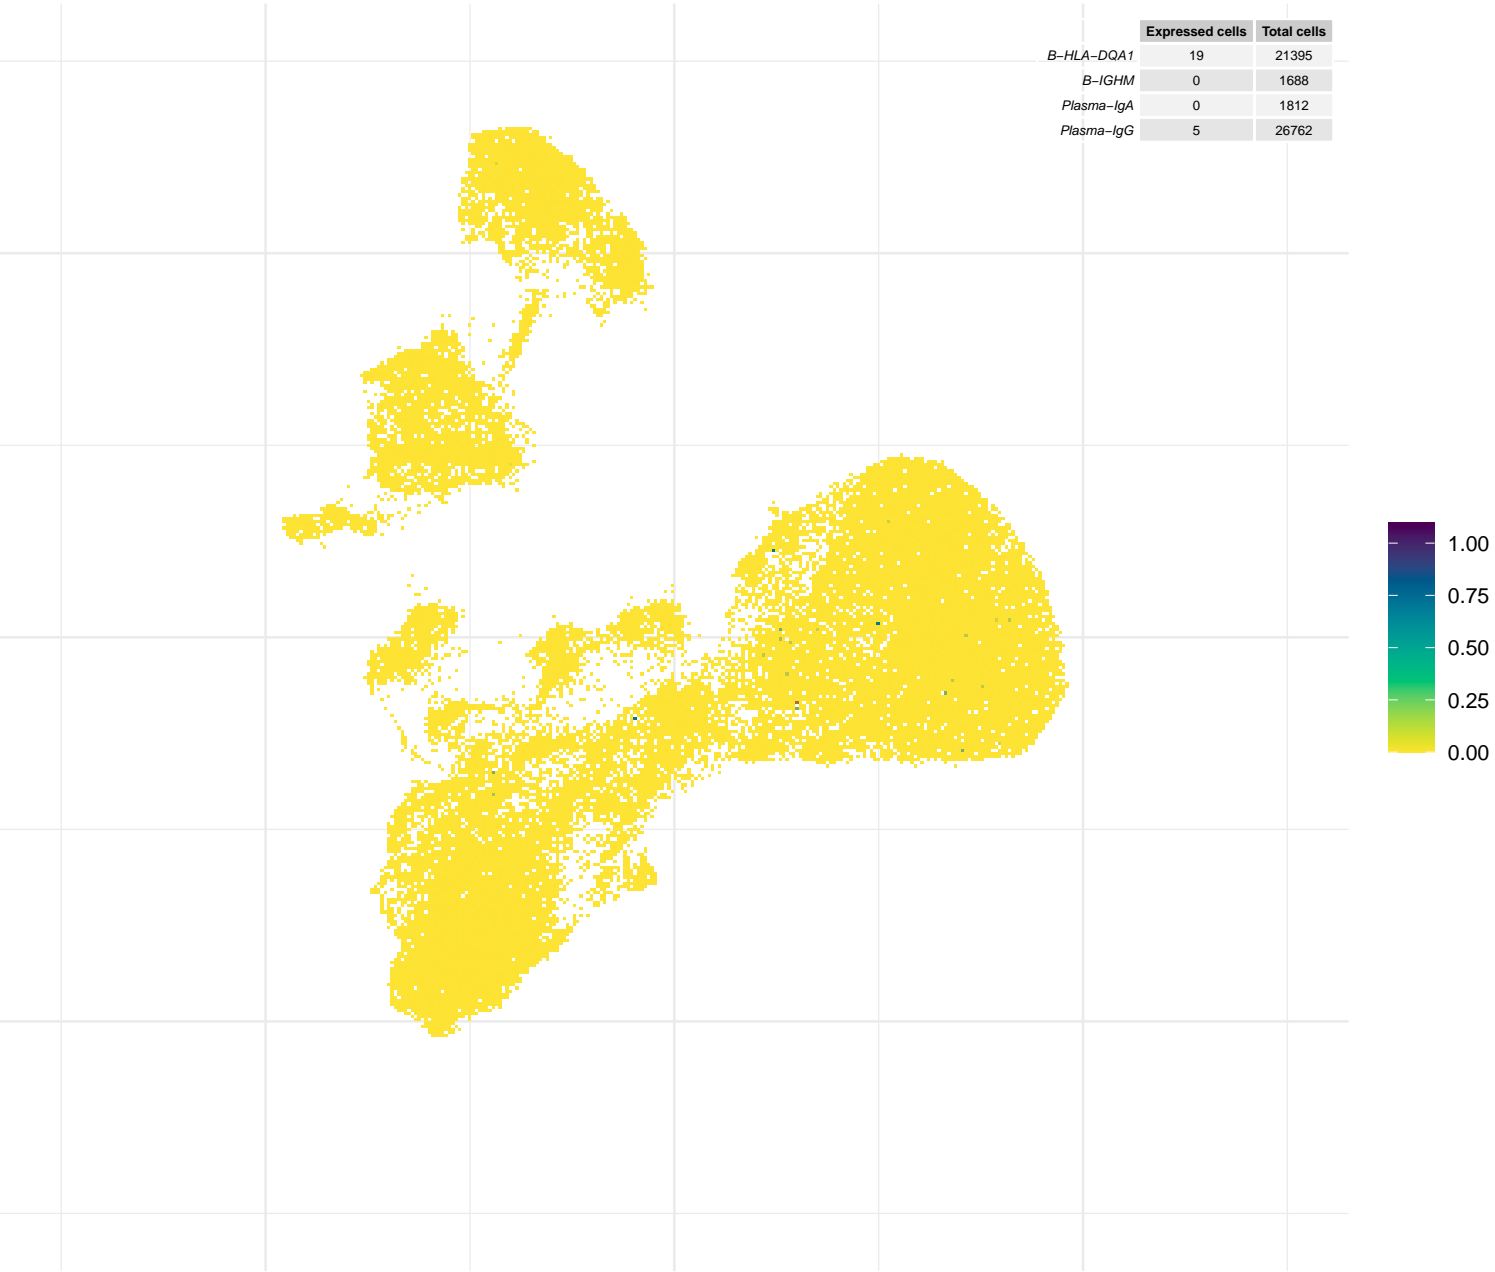 Expressed cells Total cells
B−HLA−DQA1 19 21395
B−IGHM 0 1688
Plasma−IgA 0 1812
Plasma−IgG 5 26762
1.00
0.75
0.50
0.25
0.00